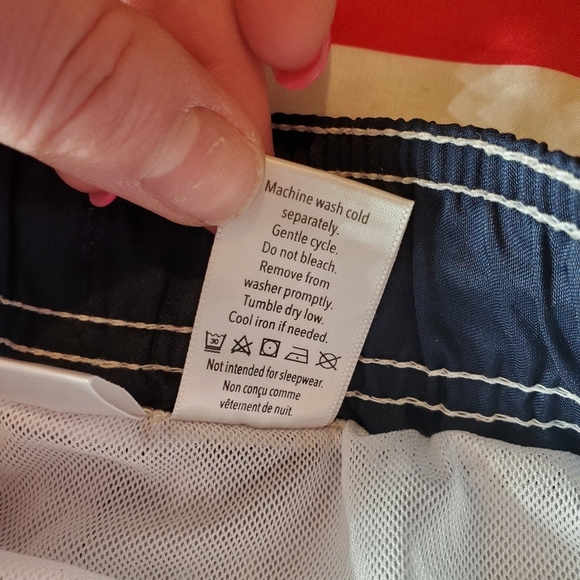 Machine wash cold
separately.
Gentle cycle.
Do not bleach.
Remove from
washer promptly.
Tumble dry low.
Cool iron if needed.
30
Not intended for sleepwear.
Non conçu comme
vêtement de nuit.